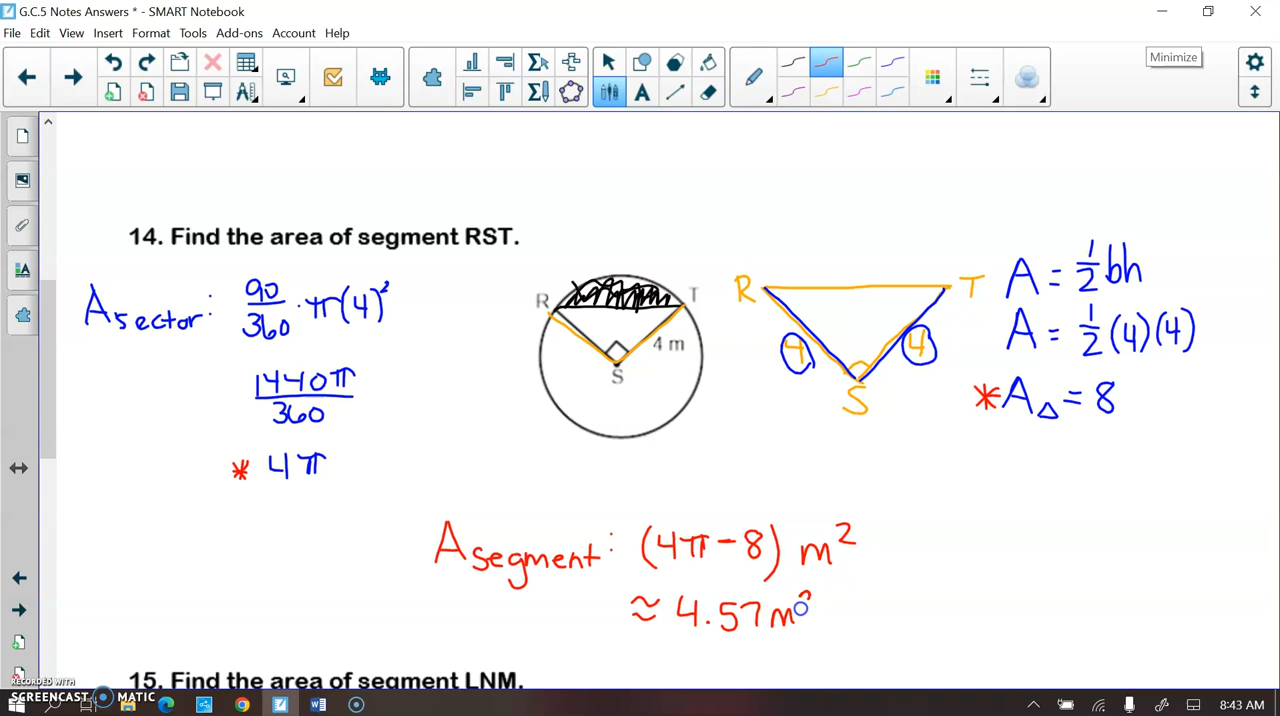 G.C.5 Notes Answers * - SMART Notebook
File Edit View Insert Format Tools Add-ons Account Help
Minimize
14. Find the area of segment RST.
A sector: 90/360 · π(4)²
1440π/360
* 4π
R
T
4 m
S
R
T
4
4
S
A = 1/2 bh
A = 1/2 (4)(4)
* A△ = 8
A segment: (4π - 8) m²
≈ 4.57 m
15. Find the area of segment LNM.
RECORDED WITH
SCREENCAST MATIC
8:43 AM